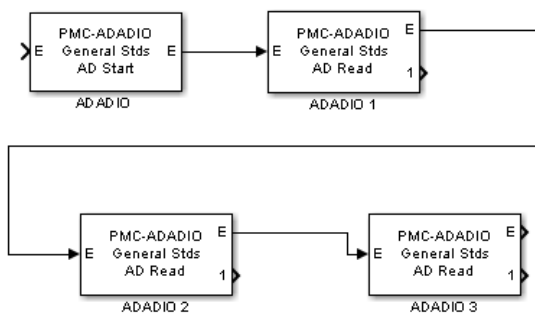 PMC-ADADIO
E General Stds E
AD Start
ADADIO
PMC-ADADIO E
E General Stds
AD Read 1
ADADIO 1
PMC-ADADIO E
E General Stds
AD Read 1
ADADIO 2
PMC-ADADIO E
E General Stds
AD Read 1
ADADIO 3